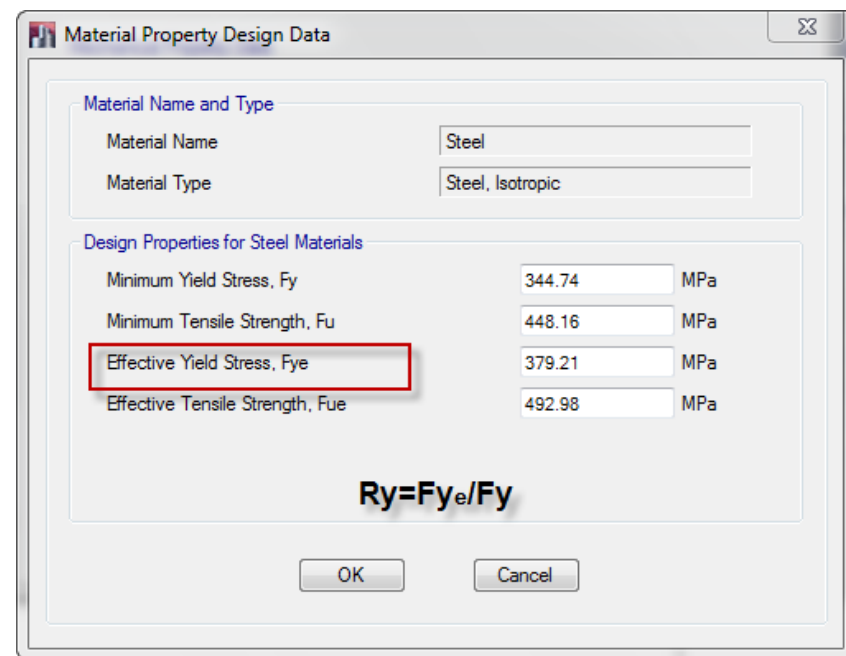 Material Property Design Data
Material Name and Type
Material Name Steel
Material Type Steel, Isotropic
Design Properties for Steel Materials
Minimum Yield Stress, Fy 344.74 MPa
Minimum Tensile Strength, Fu 448.16 MPa
Effective Yield Stress, Fye 379.21 MPa
Effective Tensile Strength, Fue 492.98 MPa
Ry=Fye/Fy
OK Cancel